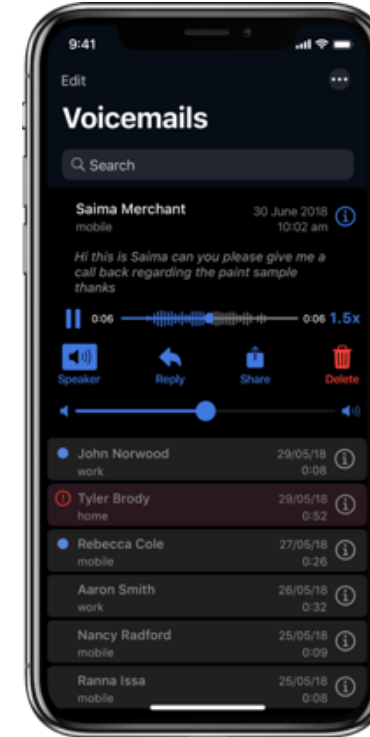 9:41
Edit
Voicemails
Search
Saima Merchant 30 June 2018
mobile 10:02 am
Hi this is Saima can you please give me a
call back regarding the paint sample
thanks
0:06 0:06 1.5x
Speaker Reply Share Delete
John Norwood 29/05/18
work 0:08
Tyler Brody 29/05/18
home 0:52
Rebecca Cole 27/05/18
mobile 0:26
Aaron Smith 26/05/18
work 0:32
Nancy Radford 25/05/18
mobile 0:09
Ranna Issa 25/05/18
mobile 0:08